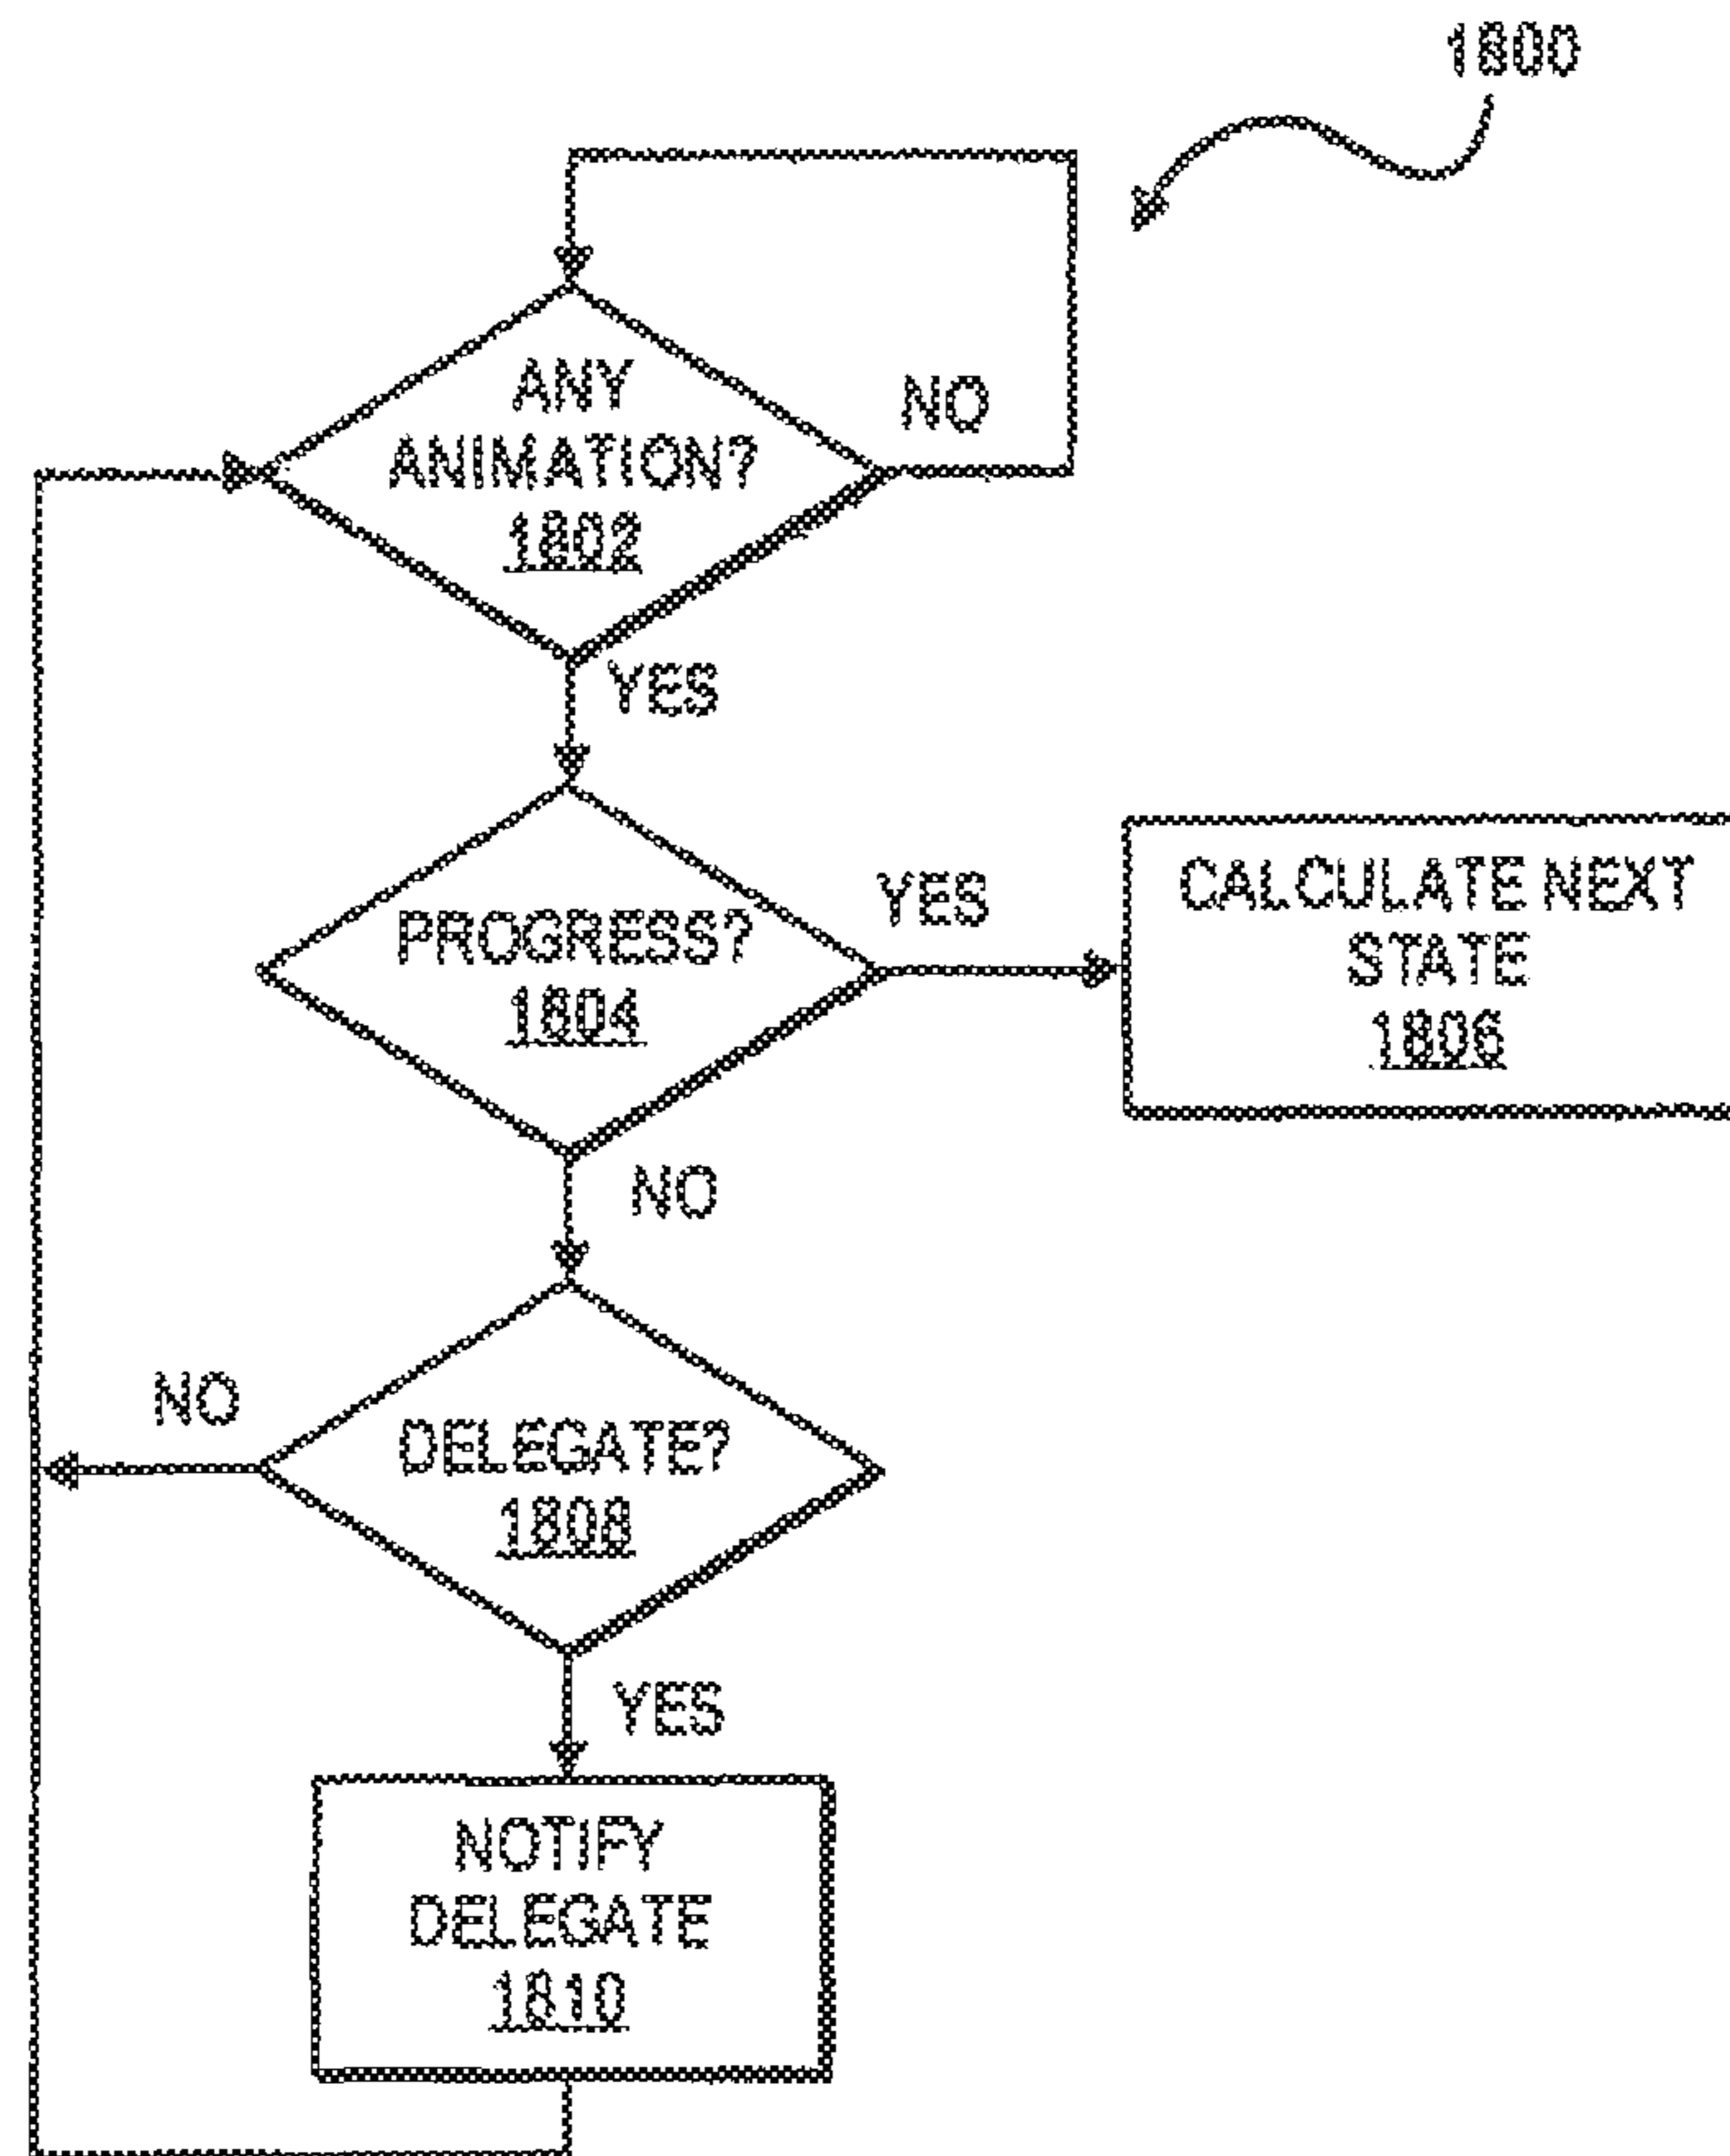 1800
ANY
ANIMATION?
1802
NO
YES
PROGRESS?
1804
YES
CALCULATE NEXT
STATE
1806
NO
DELEGATE?
1808
NO
YES
NOTIFY
DELEGATE
1810